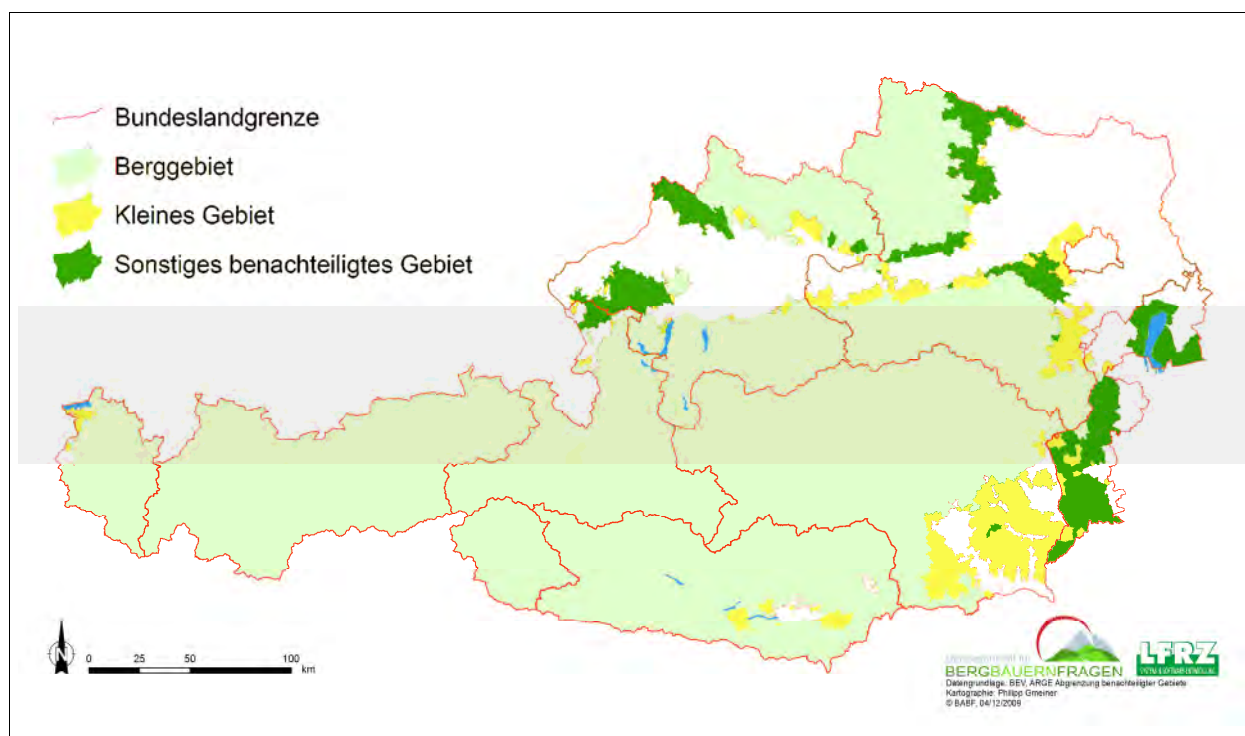 Bundeslandgrenze
Berggebiet
Kleines Gebiet
Sonstiges benachteiligtes Gebiet
N
0 25 50 100
km
BERGBAUERNFRAGEN
LFRZ
Datengrundlage: BEV, ARGE Abgrenzung benachteiligter Gebiete
Kartographie: Philipp Gmeiner
© BABF, 04/12/2009